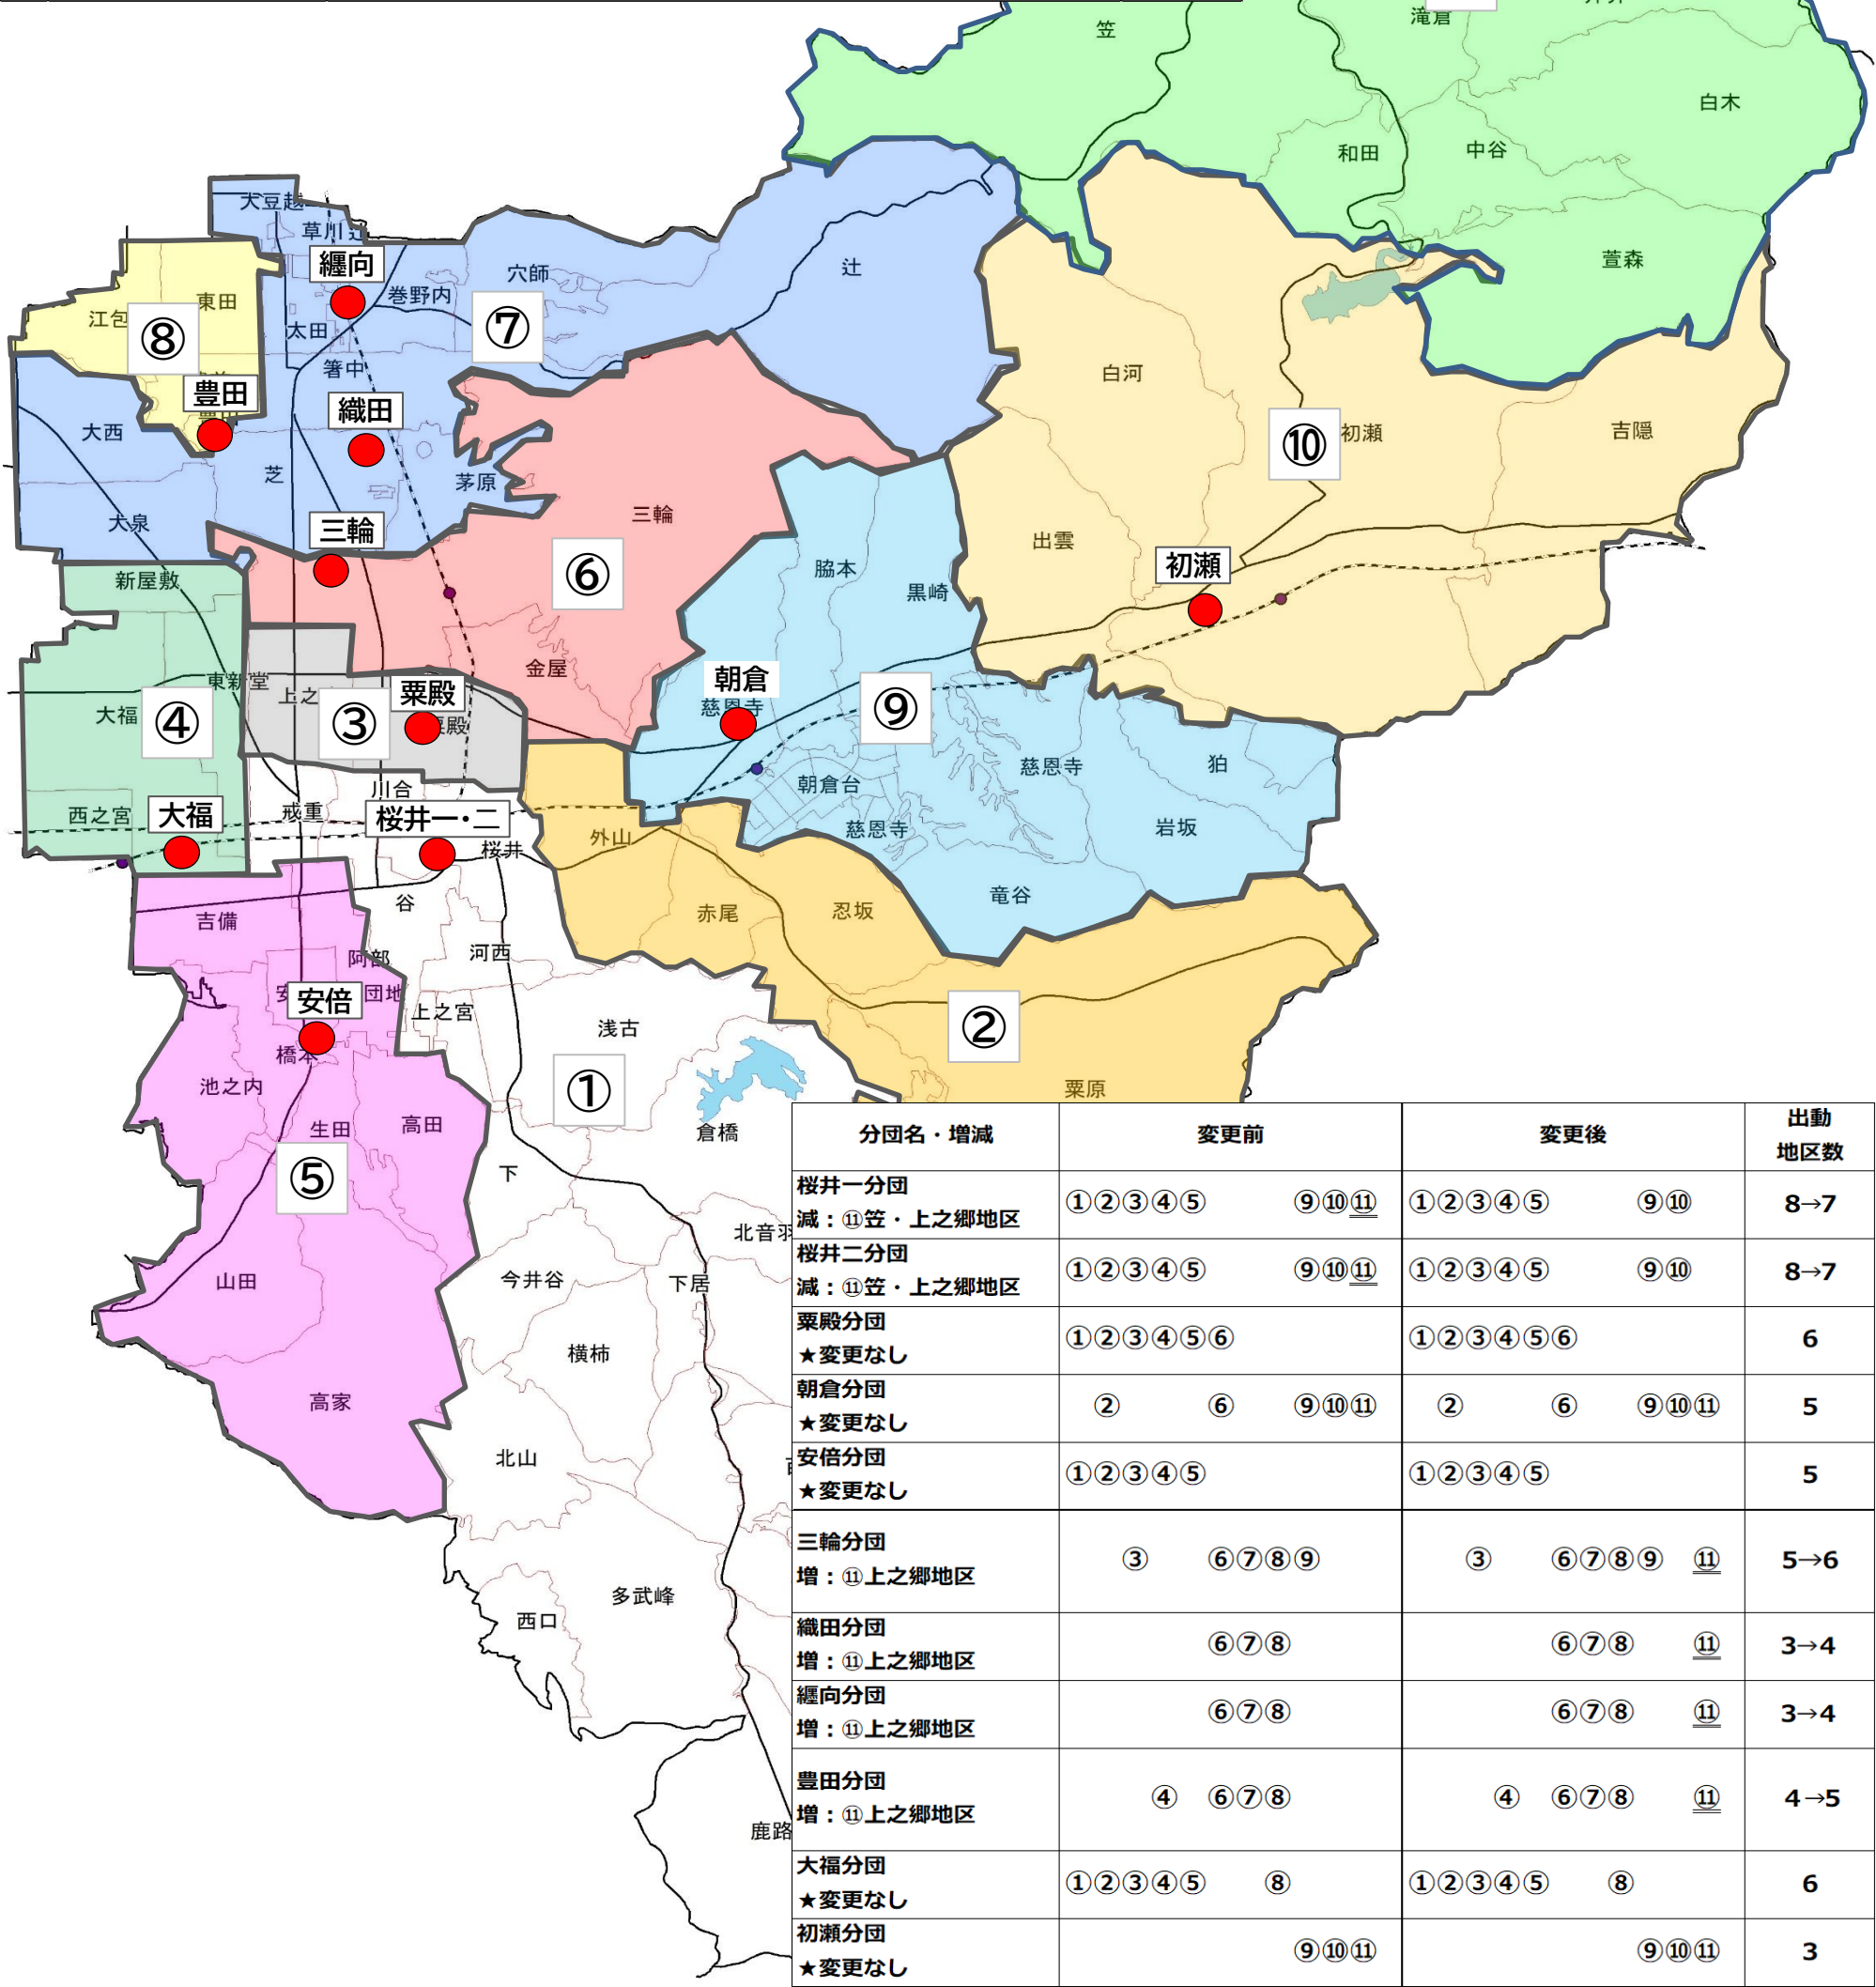 笠
滝倉
白木
和田
中谷
萱森
大豆越
草川
辻
纒向
穴師
辻
巻野内
東田
江包
⑧
太田
⑦
箸中
豊田
織田
白河
大西
芝
茅原
⑩
初瀬
吉隠
三輪
大泉
三輪
出雲
初瀬
脇本
⑥
新屋敷
黒崎
金屋
朝倉
東新堂
上之
粟殿
慈恩寺
大福
④
③
粟殿
⑨
慈恩寺
狛
朝倉台
川合
西之宮
大福
戒重
桜井一・二
外山
慈恩寺
岩坂
桜井
竜谷
谷
赤尾
忍坂
吉備
河西
阿部
団地
安倍
上之宮
浅古
②
橋本
池之内
①
粟原
高田
生田
倉橋
⑤
下
北音羽
山田
今井谷
下居
横柿
高家
北山
多武峰
西口
鹿路
分団名・増減 変更前 変更後 出動
地区数
桜井一分団
減：⑪笠・上之郷地区 ①②③④⑤ ⑨⑩⑪ ①②③④⑤ ⑨⑩ 8→7
桜井二分団
減：⑪笠・上之郷地区 ①②③④⑤ ⑨⑩⑪ ①②③④⑤ ⑨⑩ 8→7
粟殿分団
★変更なし ①②③④⑤⑥ ①②③④⑤⑥ 6
朝倉分団
★変更なし ② ⑥ ⑨⑩⑪ ② ⑥ ⑨⑩⑪ 5
安倍分団
★変更なし ①②③④⑤ ①②③④⑤ 5
三輪分団
増：⑪上之郷地区 ③ ⑥⑦⑧⑨ ③ ⑥⑦⑧⑨ ⑪ 5→6
織田分団
増：⑪上之郷地区 ⑥⑦⑧ ⑥⑦⑧ ⑪ 3→4
纒向分団
増：⑪上之郷地区 ⑥⑦⑧ ⑥⑦⑧ ⑪ 3→4
豊田分団
増：⑪上之郷地区 ④ ⑥⑦⑧ ④ ⑥⑦⑧ ⑪ 4→5
大福分団
★変更なし ①②③④⑤ ⑧ ①②③④⑤ ⑧ 6
初瀬分団
★変更なし ⑨⑩⑪ ⑨⑩⑪ 3